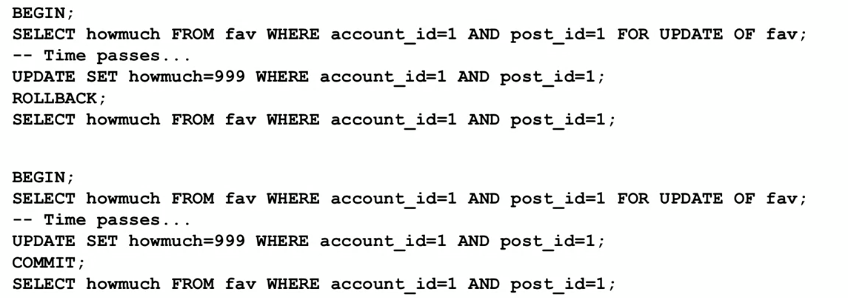 BEGIN;
SELECT howmuch FROM fav WHERE account_id=1 AND post_id=1 FOR UPDATE OF fav;
-- Time passes...
UPDATE SET howmuch=999 WHERE account_id=1 AND post_id=1;
ROLLBACK;
SELECT howmuch FROM fav WHERE account_id=1 AND post_id=1;
BEGIN;
SELECT howmuch FROM fav WHERE account_id=1 AND post_id=1 FOR UPDATE OF fav;
-- Time passes...
UPDATE SET howmuch=999 WHERE account_id=1 AND post_id=1;
COMMIT;
SELECT howmuch FROM fav WHERE account_id=1 AND post_id=1;